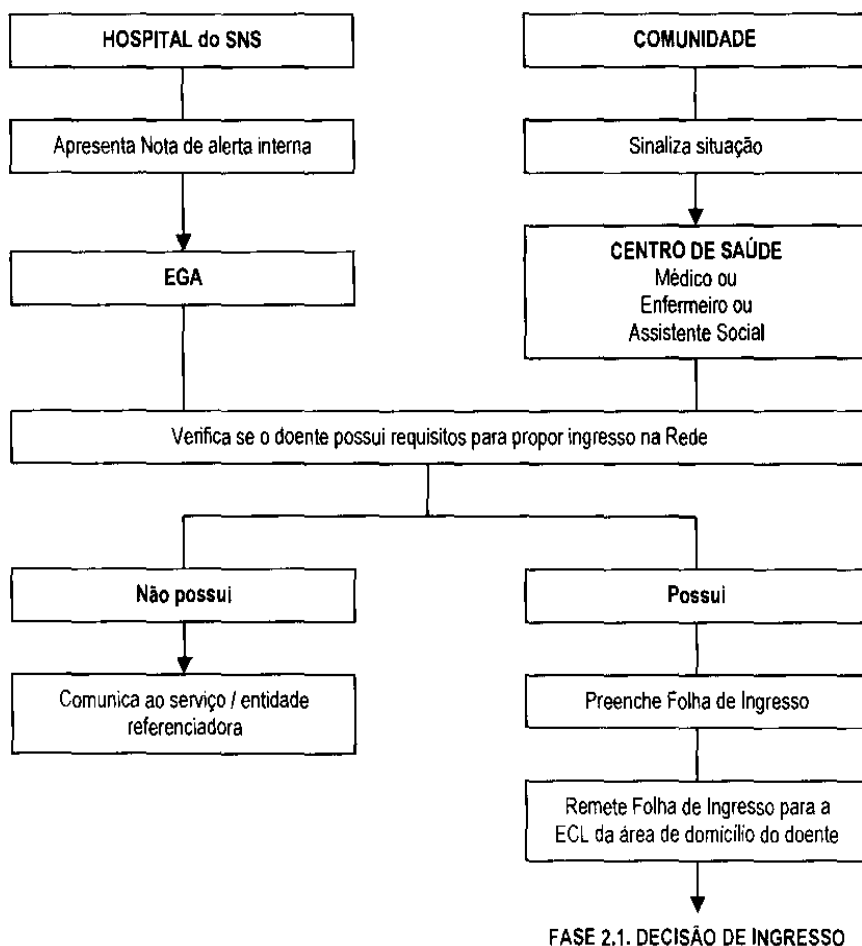 HOSPITAL do SNS
COMUNIDADE
Apresenta Nota de alerta interna
Sinaliza situação
EGA
CENTRO DE SAÚDE
Médico ou
Enfermeiro ou
Assistente Social
Verifica se o doente possui requisitos para propor ingresso na Rede
Não possui
Possui
Comunica ao serviço / entidade
referenciadora
Preenche Folha de Ingresso
Remete Folha de Ingresso para a
ECL da área de domicílio do doente
FASE 2.1. DECISÃO DE INGRESSO